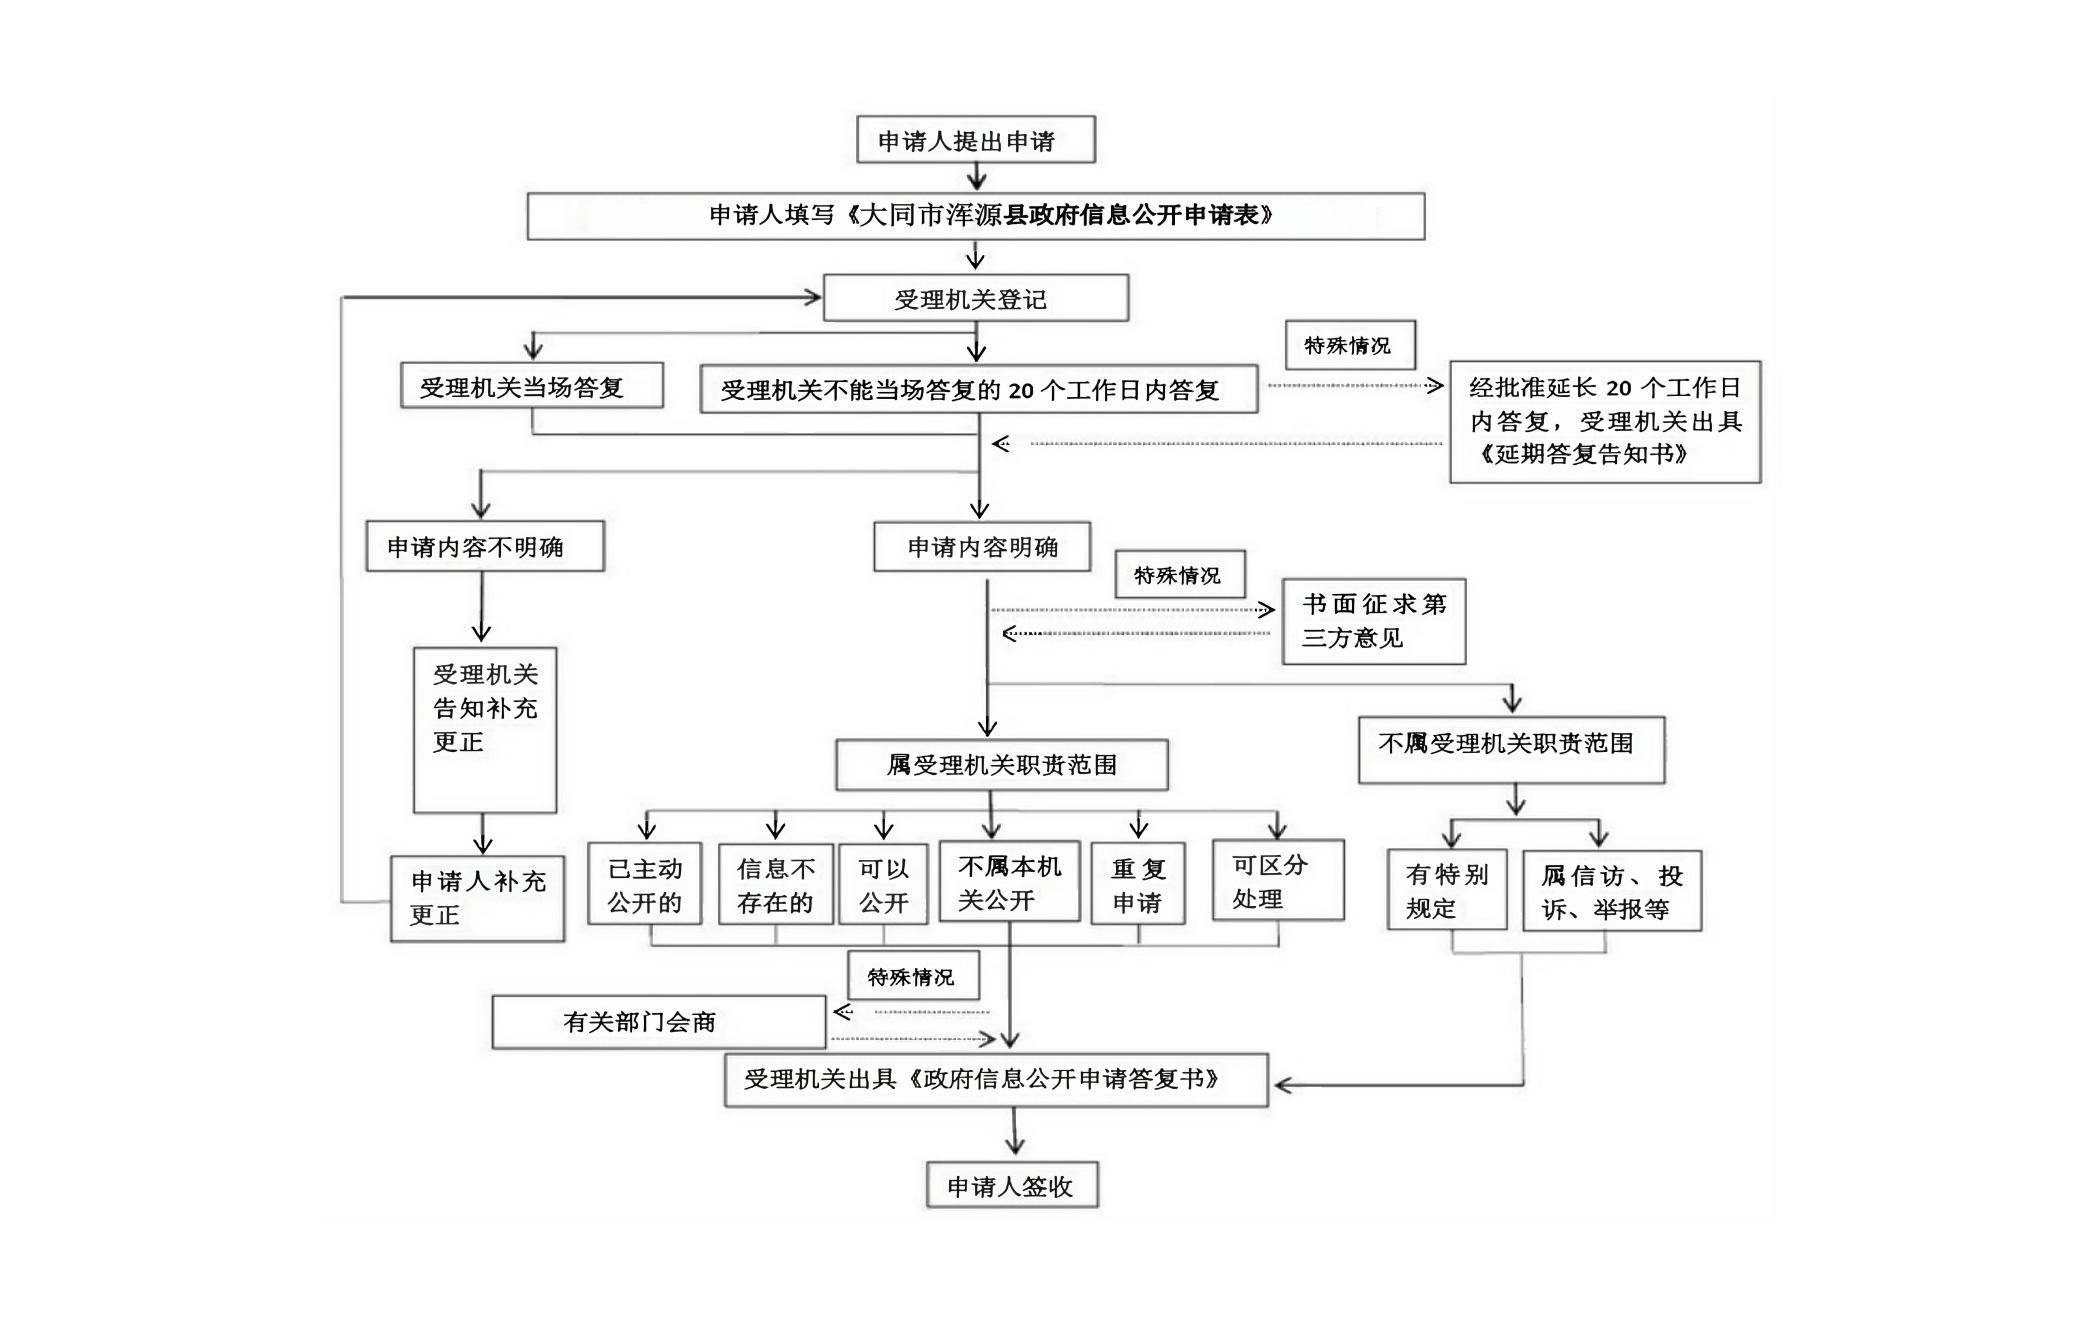 申请人提出申请
申请人填写《大同市浑源县政府信息公开申请表》
受理机关登记
特殊情况
受理机关当场答复
受理机关不能当场答复的 20 个工作日内答复
经批准延长 20 个工作日
内答复，受理机关出具
《延期答复告知书》
申请内容不明确
申请内容明确
特殊情况
书面征求第
三方意见
受理机关
告知补充
更正
属受理机关职责范围
不属受理机关职责范围
申请人补充
更正
已主动
公开的
信息不
存在的
可以
公开
不属本机
关公开
重复
申请
可区分
处理
有特别
规定
属信访、投
诉、举报等
特殊情况
有关部门会商
受理机关出具《政府信息公开申请答复书》
申请人签收